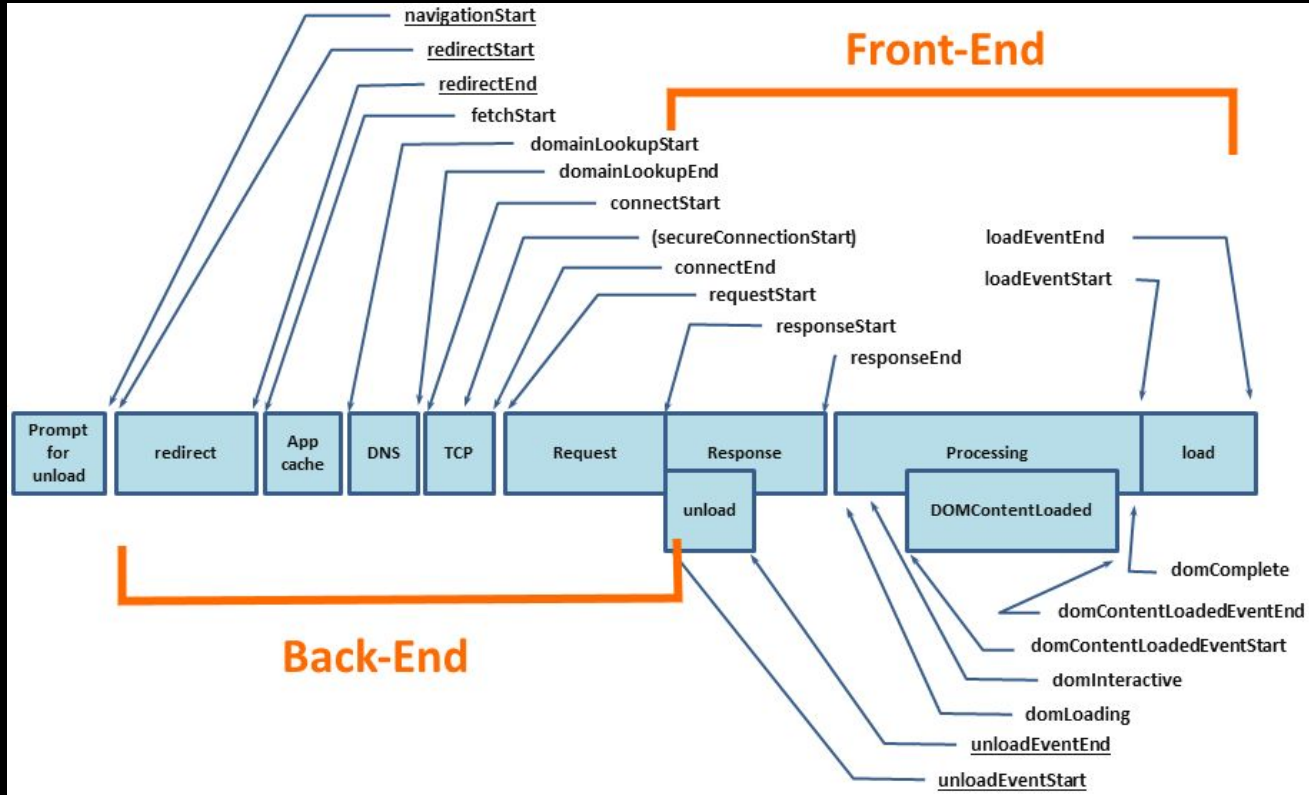 navigationStart
Front-End
redirectStart
redirectEnd
fetchStart
domainLookupStart
domainLookupEnd
connectStart
(secureConnectionStart)
loadEventEnd
connectEnd
loadEventStart
requestStart
responseStart
responseEnd
Prompt
for
unload
redirect
App
cache
DNS
TCP
Request
Response
Processing
load
unload
DOMContentLoaded
domComplete
domContentLoadedEventEnd
Back-End
domContentLoadedEventStart
domInteractive
domLoading
unloadEventEnd
unloadEventStart